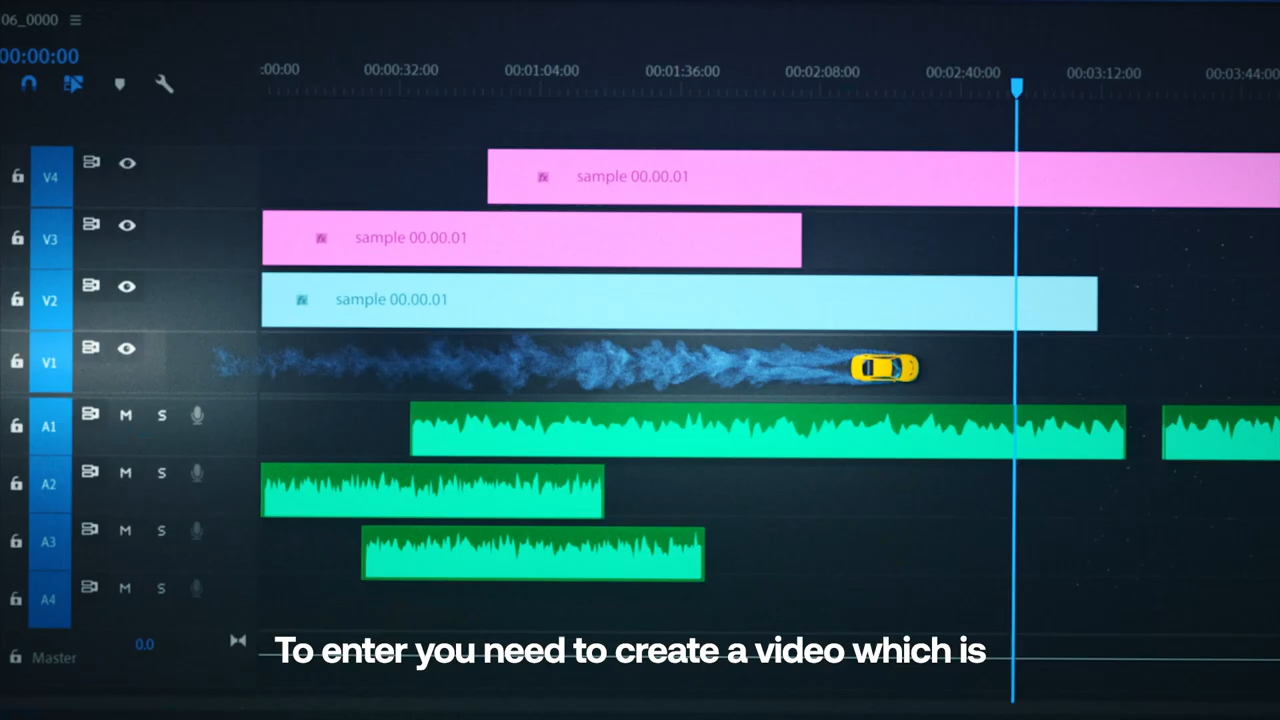 06_0000
00:00:00
:00:00 00:00:32:00 00:01:04:00 00:01:36:00 00:02:08:00 00:02:40:00 00:03:12:00 00:03:44:00
V4 fx sample 00.00.01
V3 fx sample 00.00.01
V2 fx sample 00.00.01
V1
A1 M S
A2 M S
A3 M S
A4 M S
0.0
Master
To enter you need to create a video which is